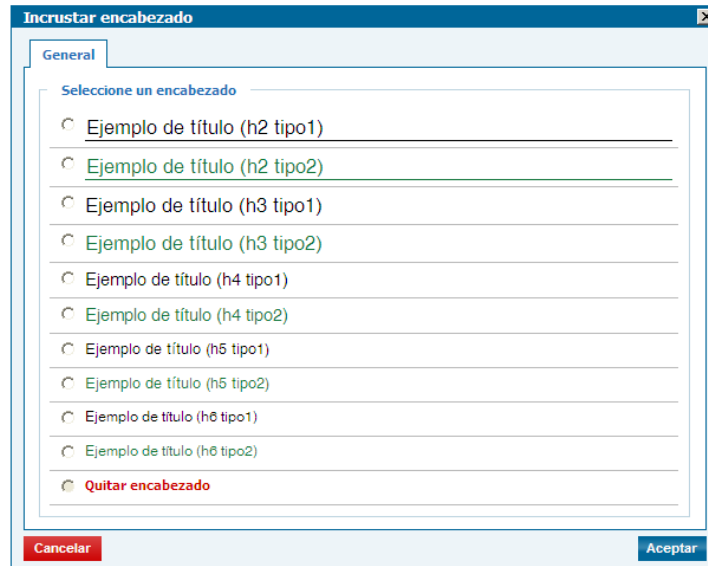 Incrustar encabezado
General
Seleccione un encabezado
Ejemplo de título (h2 tipo1)
Ejemplo de título (h2 tipo2)
Ejemplo de título (h3 tipo1)
Ejemplo de título (h3 tipo2)
Ejemplo de título (h4 tipo1)
Ejemplo de título (h4 tipo2)
Ejemplo de título (h5 tipo1)
Ejemplo de título (h5 tipo2)
Ejemplo de título (h6 tipo1)
Ejemplo de título (h6 tipo2)
Quitar encabezado
Cancelar
Aceptar